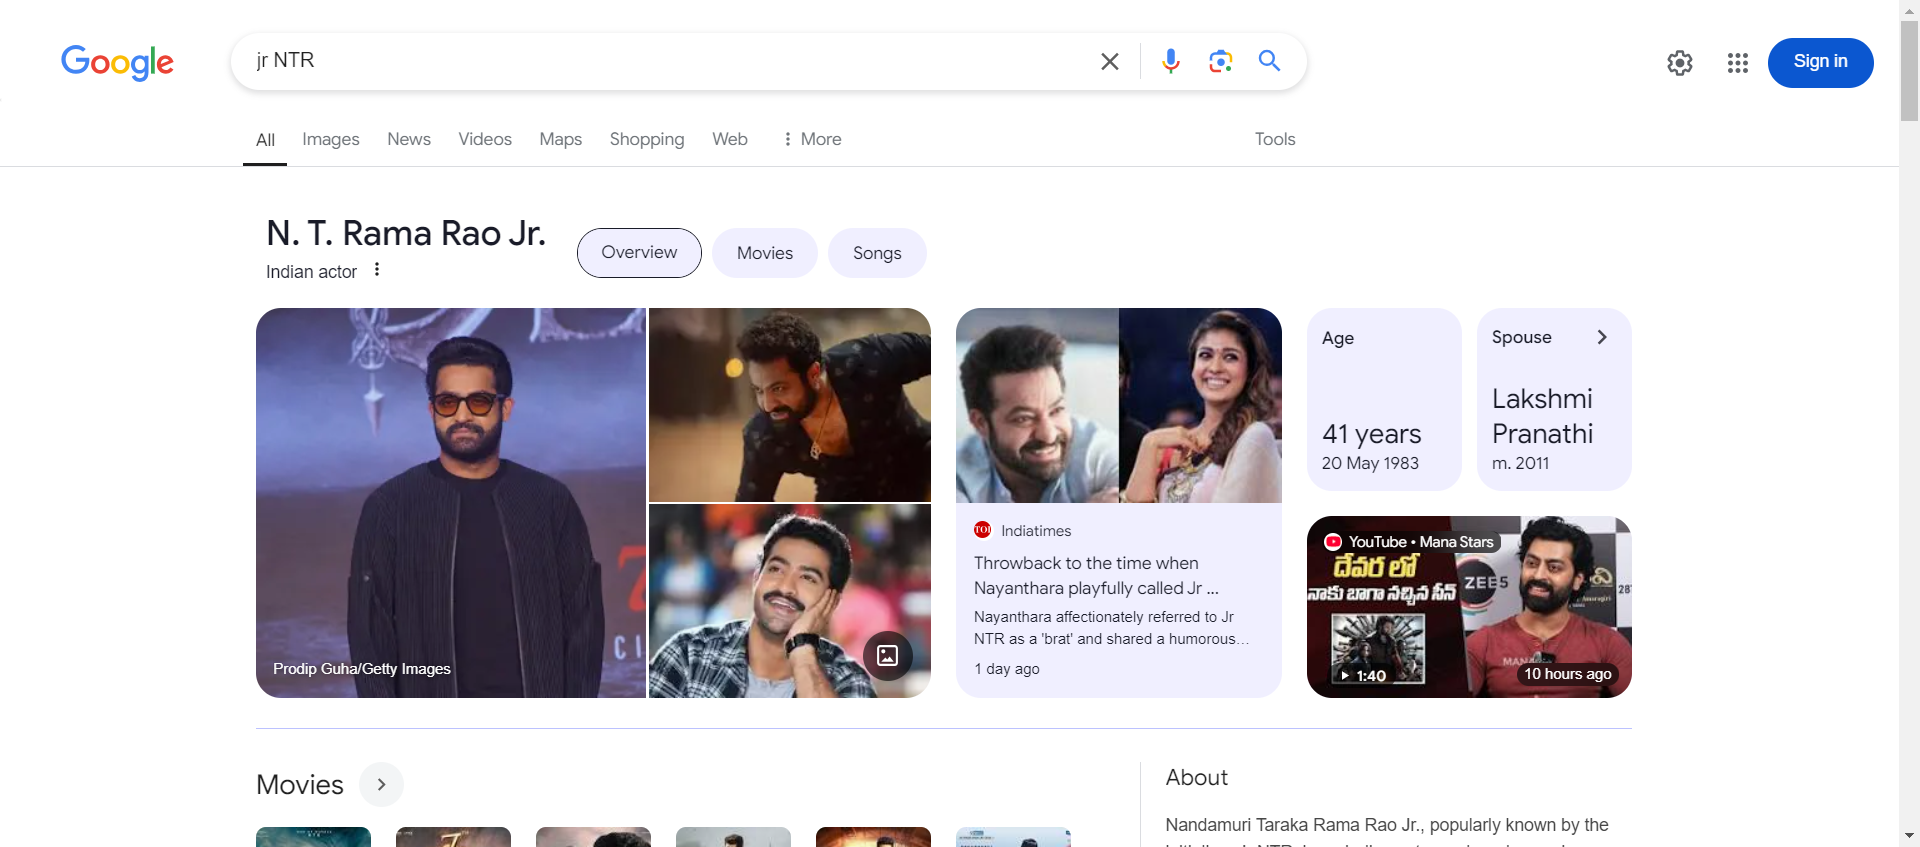 Google
jr NTR
Sign in
All
Images
News
Videos
Maps
Shopping
Web
More
Tools
N. T. Rama Rao Jr.
Indian actor
Overview
Movies
Songs
Prodip Guha/Getty Images
TOI
Indiatimes
Throwback to the time when
Nayanthara playfully called Jr ...
Nayanthara affectionately referred to Jr
NTR as a 'brat' and shared a humorous...
1 day ago
Age
41 years
20 May 1983
Spouse
Lakshmi
Pranathi
m. 2011
YouTube • Mana Stars
దేవర లో
నాకు బాగా నచ్చిన సీన్
ZEE5
1:40
10 hours ago
Movies
About
Nandamuri Taraka Rama Rao Jr., popularly known by the